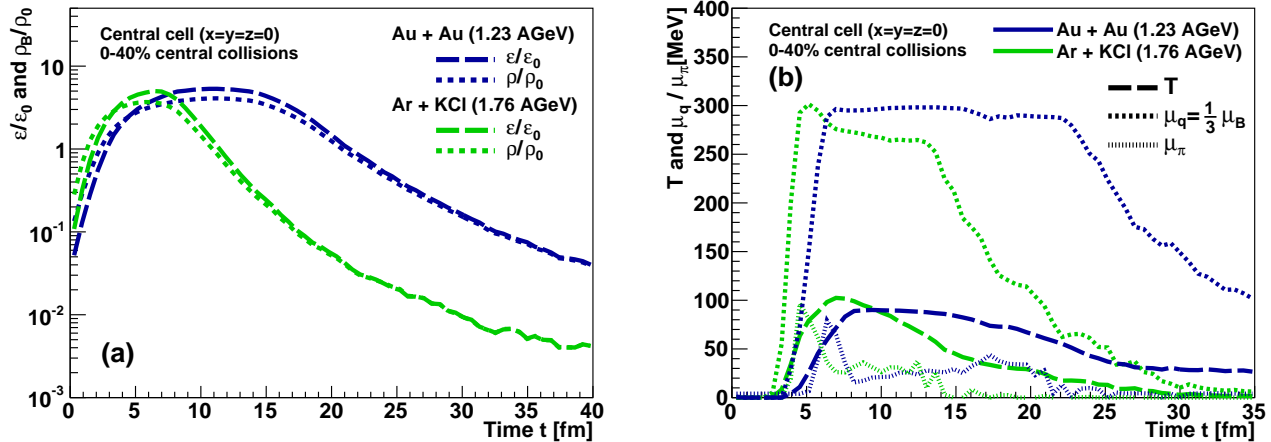 ε/ε0 and ρB/ρ0
10
1
10-1
10-2
10-3
Central cell (x=y=z=0)
0-40% central collisions
Au + Au (1.23 AGeV)
ε/ε0
ρ/ρ0
Ar + KCl (1.76 AGeV)
ε/ε0
ρ/ρ0
(a)
0 5 10 15 20 25 30 35 40
Time t [fm]
T and μq / μπ[MeV]
400
350
300
250
200
150
100
50
0
Central cell (x=y=z=0)
0-40% central collisions
(b)
Au + Au (1.23 AGeV)
Ar + KCl (1.76 AGeV)
T
μq=1/3 μB
μπ
0 5 10 15 20 25 30 35
Time t [fm]